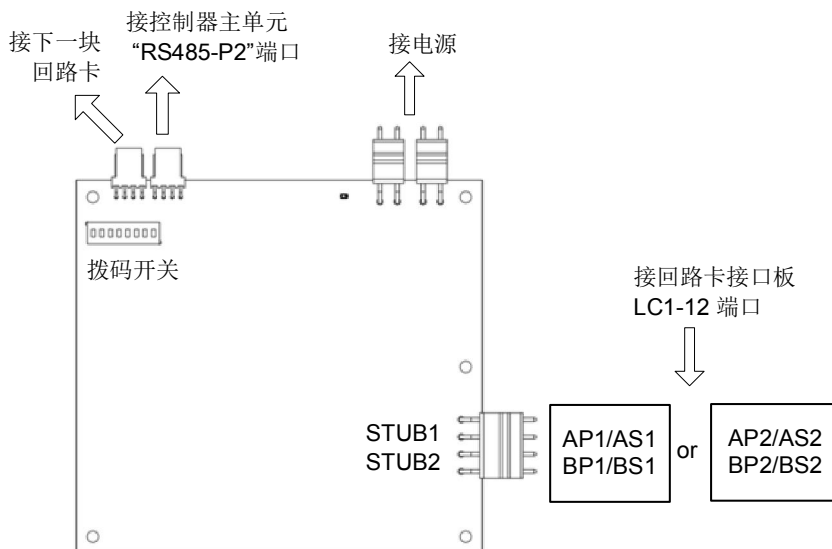 接下一块
回路卡
接控制器主单元
“RS485-P2”端口
接电源
拨码开关
接回路卡接口板
LC1-12 端口
STUB1
STUB2
AP1/AS1
BP1/BS1
or
AP2/AS2
BP2/BS2